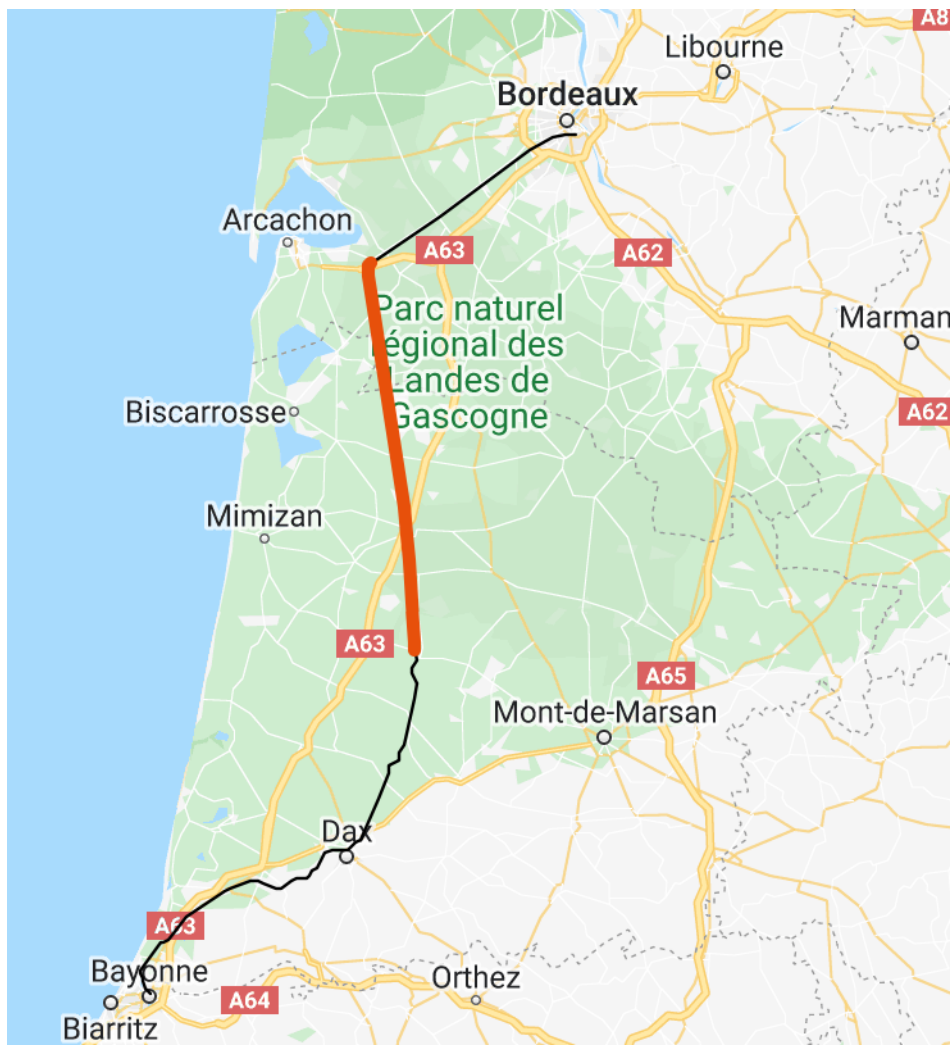 A8
Libourne
Bordeaux
Arcachon
A63
A62
Parc naturel
régional des
Landes de
Gascogne
Marman
Biscarrosse
A62
Mimizan
A63
A65
Mont-de-Marsan
Dax
A63
Bayonne
Orthez
A64
Biarritz